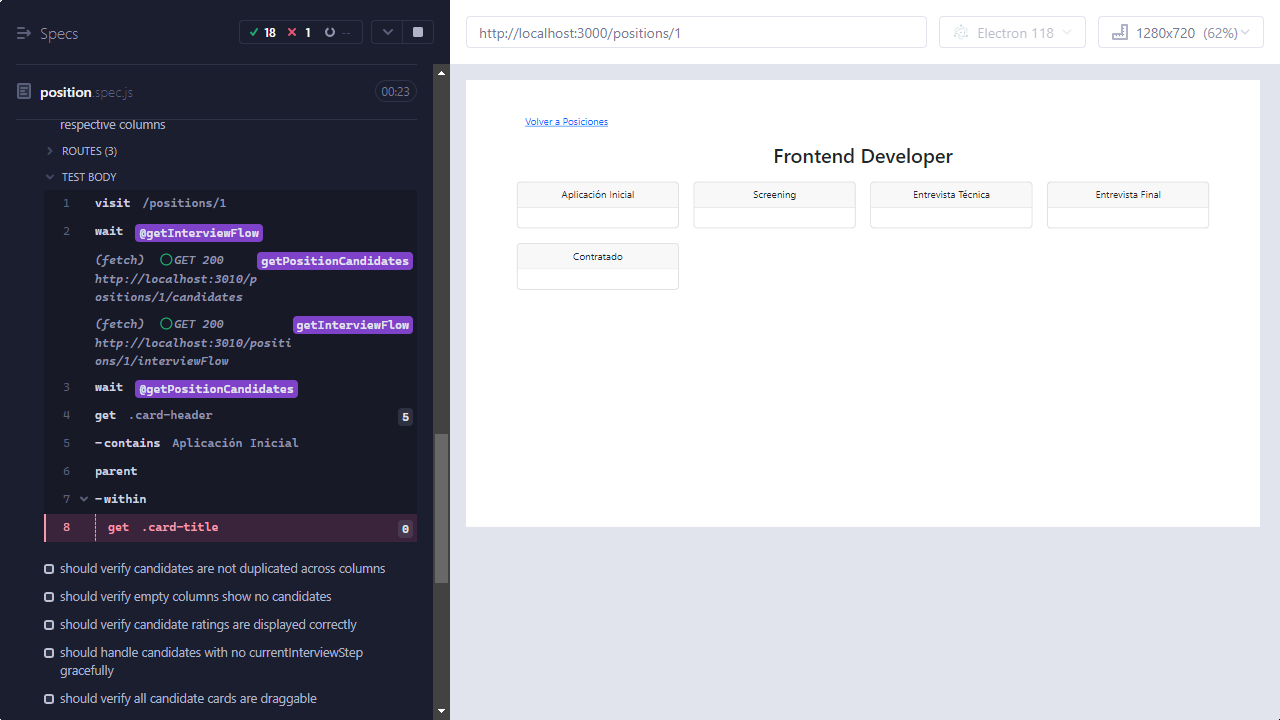 Specs
18
1
--
position.spec.js
00:23
respective columns
ROUTES (3)
TEST BODY
1 visit /positions/1
2 wait @getInterviewFlow
(fetch) GET 200 getPositionCandidates
http://localhost:3010/p
ositions/1/candidates
(fetch) GET 200 getInterviewFlow
http://localhost:3010/positi
ons/1/interviewFlow
3 wait @getPositionCandidates
4 get .card-header 5
5 -contains Aplicación Inicial
6 parent
7 -within
8 get .card-title 0
should verify candidates are not duplicated across columns
should verify empty columns show no candidates
should verify candidate ratings are displayed correctly
should handle candidates with no currentInterviewStep
gracefully
should verify all candidate cards are draggable
http://localhost:3000/positions/1
Electron 118
1280x720 (62%)
Volver a Posiciones
Frontend Developer
Aplicación Inicial
Screening
Entrevista Técnica
Entrevista Final
Contratado